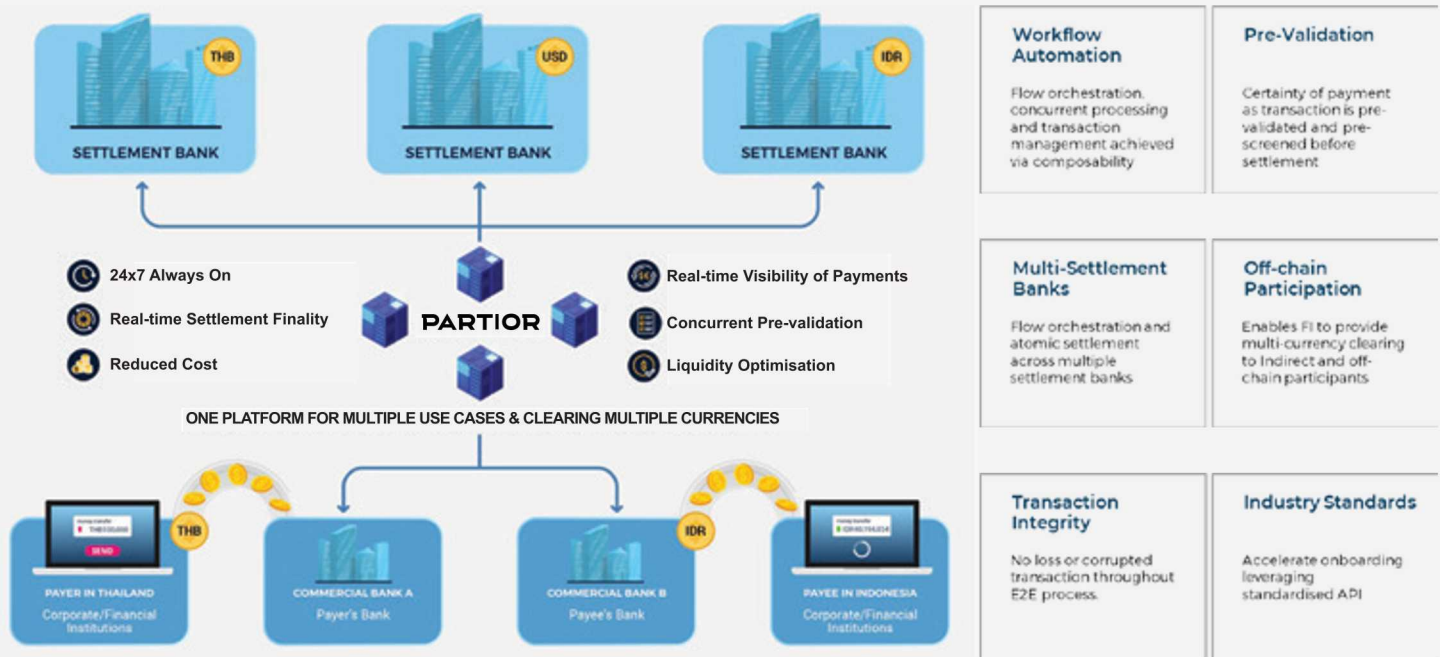 THB
SETTLEMENT BANK
USD
SETTLEMENT BANK
IDR
SETTLEMENT BANK
24x7 Always On
Real-time Settlement Finality
Reduced Cost
PARTIOR
Real-time Visibility of Payments
Concurrent Pre-validation
Liquidity Optimisation
ONE PLATFORM FOR MULTIPLE USE CASES & CLEARING MULTIPLE CURRENCIES
money transfer
SEND
THB
PAYER IN THAILAND
Corporate/Financial
Institutions
COMMERCIAL BANK A
Payer's Bank
COMMERCIAL BANK B
Payee's Bank
IDR
money transfer
PAYEE IN INDONESIA
Corporate/Financial
Institutions
Workflow
Automation
Flow orchestration,
concurrent processing
and transaction
management achieved
via composability
Pre-Validation
Certainty of payment
as transaction is pre-
validated and pre-
screened before
settlement
Multi-Settlement
Banks
Flow orchestration and
atomic settlement
across multiple
settlement banks
Off-chain
Participation
Enables FI to provide
multi-currency clearing
to Indirect and off-
chain participants
Transaction
Integrity
No loss or corrupted
transaction throughout
E2E process.
Industry Standards
Accelerate onboarding
leveraging
standardised API